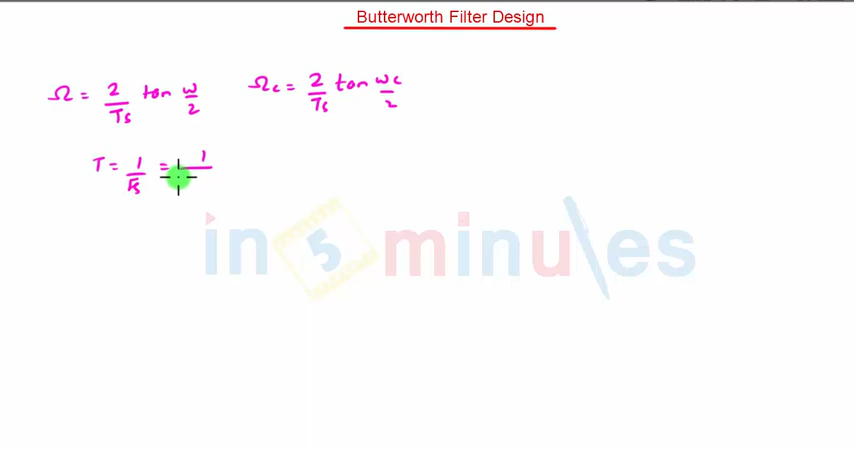 Butterworth Filter Design
Ω = 2/Ts tan w/2    Ωc = 2/Ts tan wc/2
T = 1/Fs = 1/
in 5 minutes